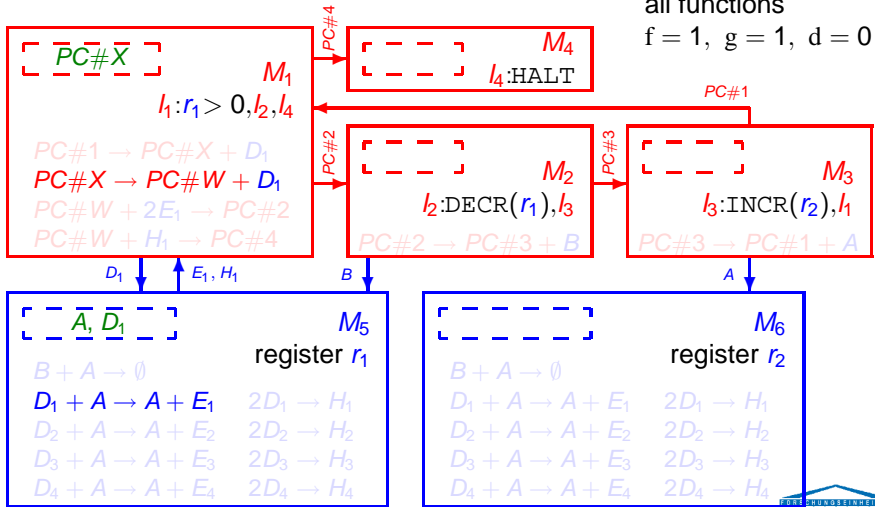 all functions
f = 1, g = 1, d = 0
PC#X
M₁
l₁:r₁ > 0,l₂,l₄
PC#1 → PC#X + D₁
PC#X → PC#W + D₁
PC#W + 2E₁ → PC#2
PC#W + H₁ → PC#4
PC#4
M₄
l₄:HALT
PC#1
PC#2
M₂
l₂:DECR(r₁),l₃
PC#2 → PC#3 + B
PC#3
M₃
l₃:INCR(r₂),l₁
PC#3 → PC#1 + A
D₁
E₁, H₁
B
A
A, D₁
M₅
register r₁
B + A → ∅
D₁ + A → A + E₁ 2D₁ → H₁
D₂ + A → A + E₂ 2D₂ → H₂
D₃ + A → A + E₃ 2D₃ → H₃
D₄ + A → A + E₄ 2D₄ → H₄
M₆
register r₂
B + A → ∅
D₁ + A → A + E₁ 2D₁ → H₁
D₂ + A → A + E₂ 2D₂ → H₂
D₃ + A → A + E₃ 2D₃ → H₃
D₄ + A → A + E₄ 2D₄ → H₄
FORSCHUNGSEINHEI